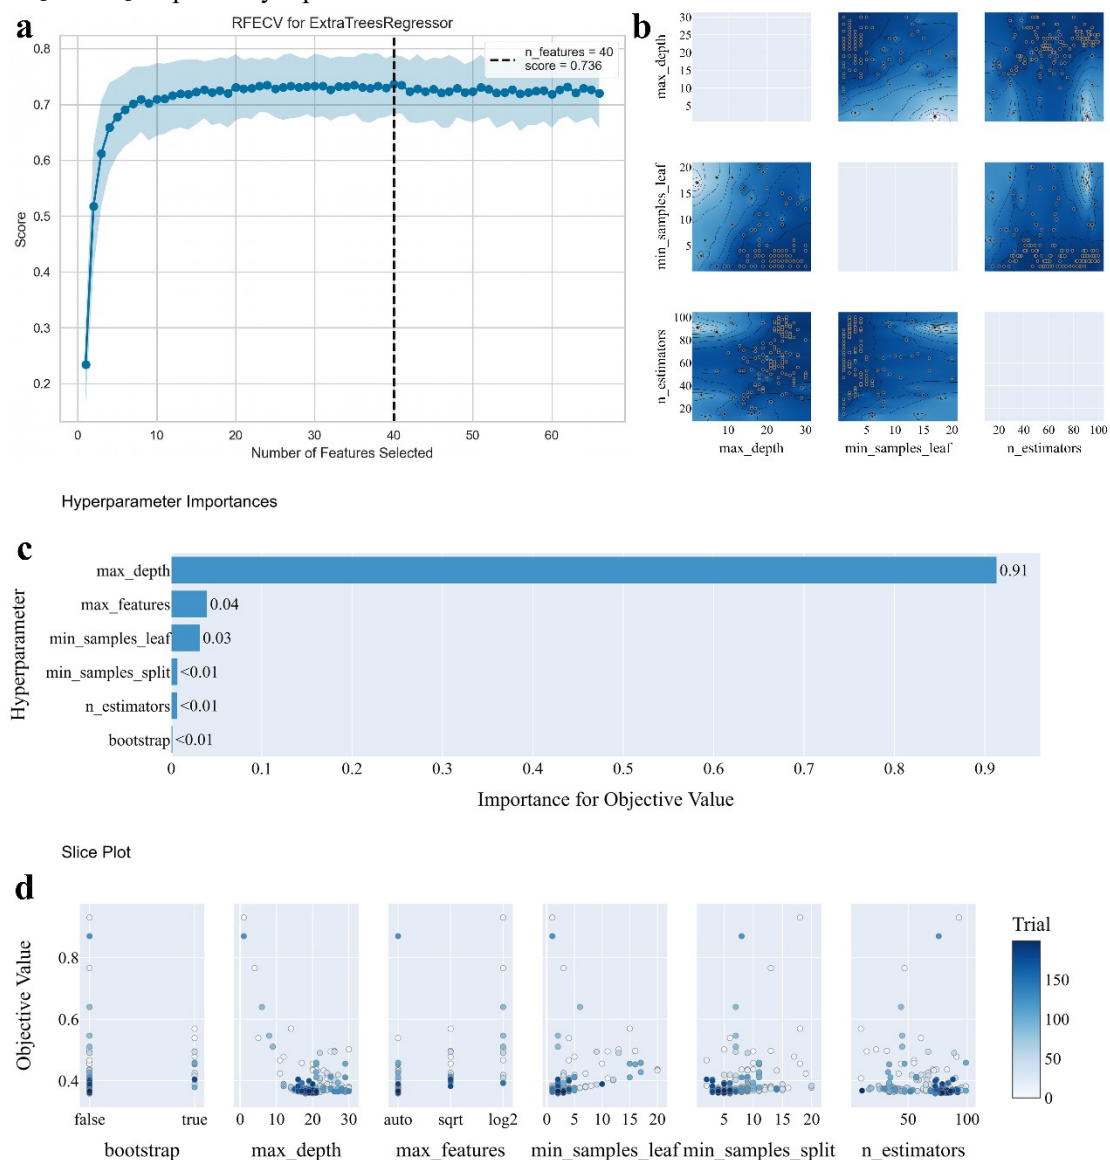 a
RFECV for ExtraTreesRegressor
n_features = 40
score = 0.736
0.8
0.7
0.6
0.5
0.4
0.3
0.2
Score
0 10 20 30 40 50 60
Number of Features Selected
b
max_depth
30
25
20
15
10
5
min_samples_leaf
20
15
10
5
n_estimators
100
80
60
40
20
10 20 30
5 10 15 20
20 40 60 80 100
max_depth min_samples_leaf n_estimators
Hyperparameter Importances
c
Hyperparameter
max_depth 0.91
max_features 0.04
min_samples_leaf 0.03
min_samples_split <0.01
n_estimators <0.01
bootstrap <0.01
0 0.1 0.2 0.3 0.4 0.5 0.6 0.7 0.8 0.9
Importance for Objective Value
Slice Plot
d
Objective Value
0.8
0.6
0.4
false true
10 20 30
auto sqrt log2
0 5 10 15 20
5 10 15 20
50 100
bootstrap max_depth max_features min_samples_leaf min_samples_split n_estimators
Trial
150
100
50
0